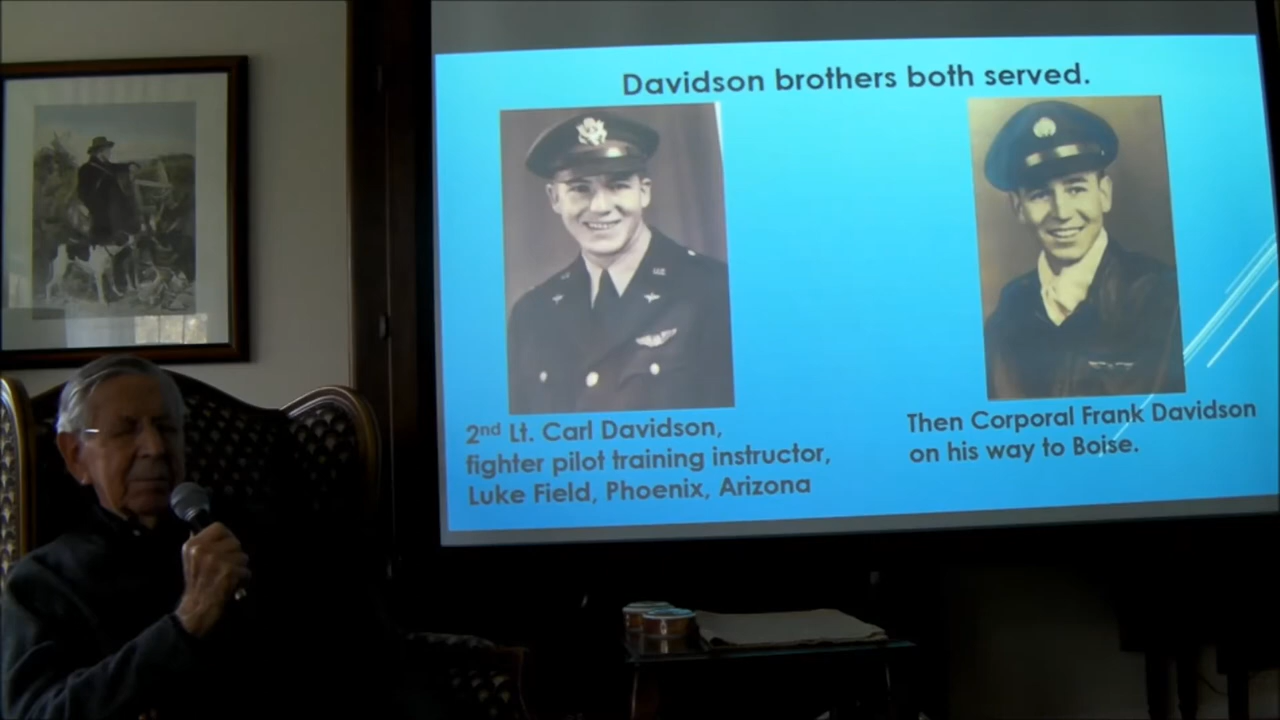 Davidson brothers both served.
2nd Lt. Carl Davidson,
fighter pilot training instructor,
Luke Field, Phoenix, Arizona
Then Corporal Frank Davidson
on his way to Boise.